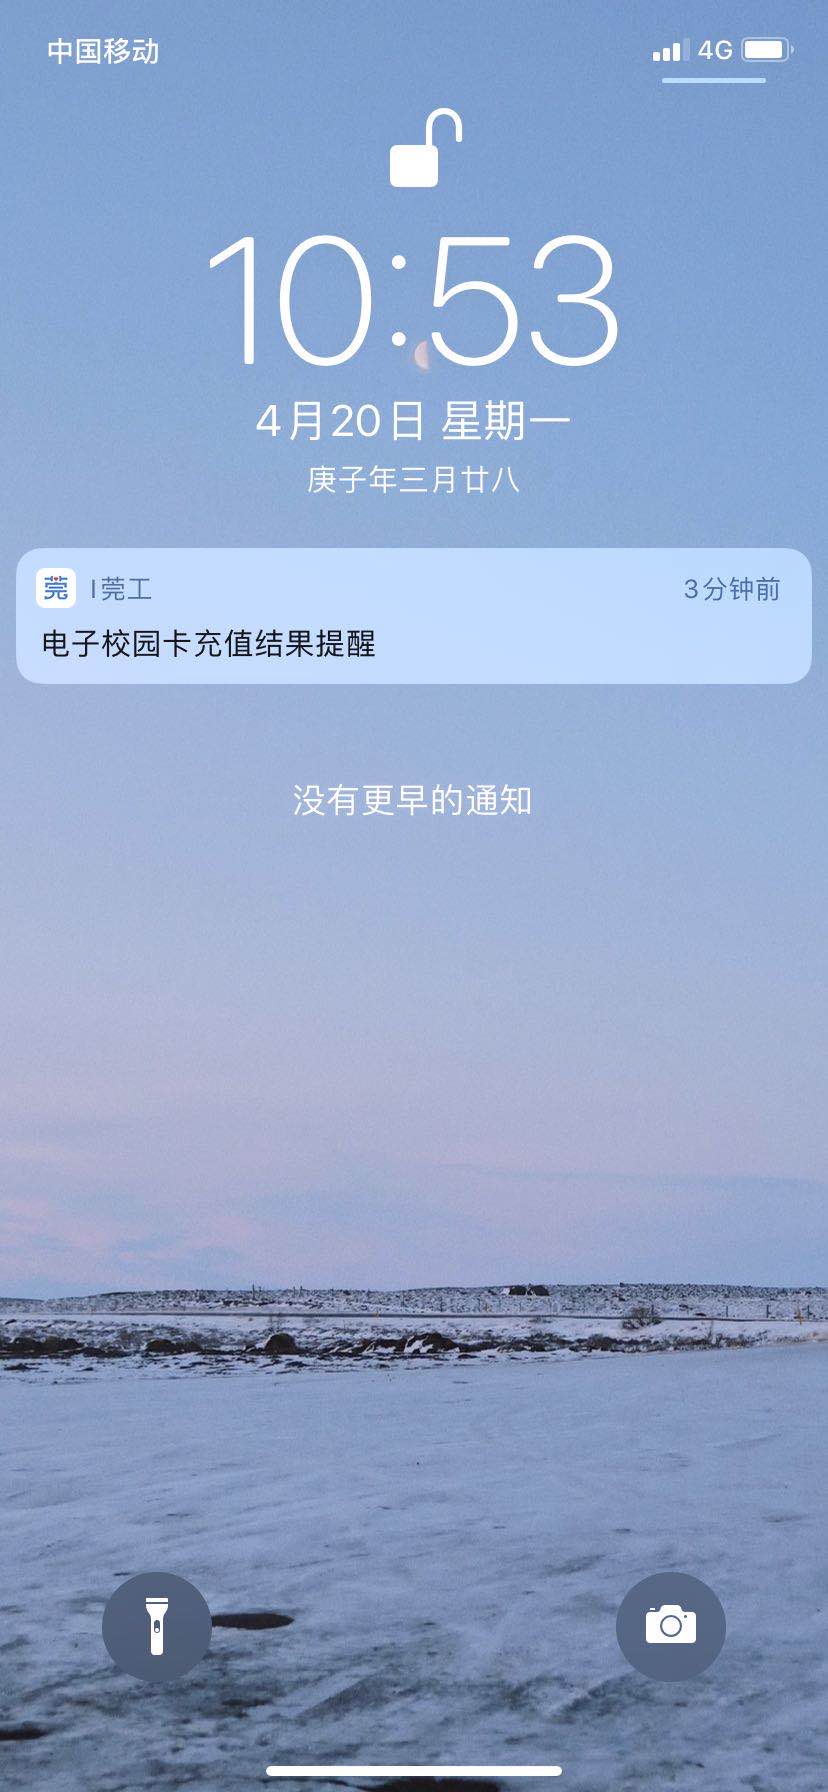 中国移动 4G
10:53
4月20日 星期一
庚子年三月廿八
莞 I莞工 3分钟前
电子校园卡充值结果提醒
没有更早的通知